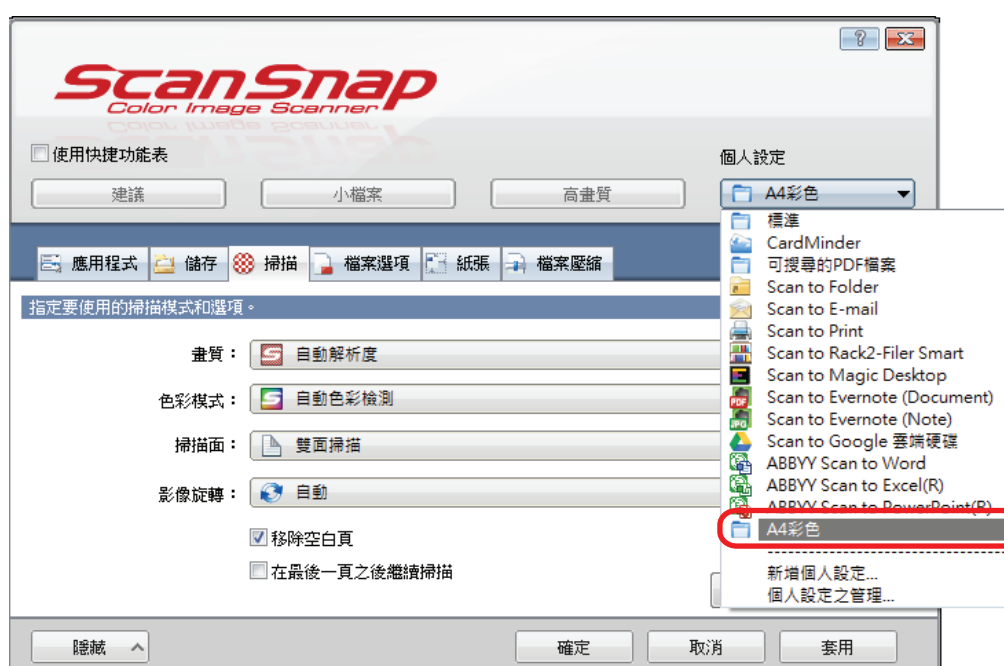 ScanSnap
Color Image Scanner
使用快捷功能表
個人設定
建議
小檔案
高畫質
A4彩色
標準
CardMinder
可搜尋的PDF檔案
Scan to Folder
Scan to E-mail
Scan to Print
Scan to Rack2-Filer Smart
Scan to Magic Desktop
Scan to Evernote (Document)
Scan to Evernote (Note)
Scan to Google 雲端硬碟
ABBYY Scan to Word
ABBYY Scan to Excel(R)
ABBYY Scan to PowerPoint(R)
A4彩色
新增個人設定...
個人設定之管理...
應用程式
儲存
掃描
檔案選項
紙張
檔案壓縮
指定要使用的掃描模式和選項。
畫質： 自動解析度
色彩模式： 自動色彩檢測
掃描面： 雙面掃描
影像旋轉： 自動
移除空白頁
在最後一頁之後繼續掃描
隱藏
確定
取消
套用